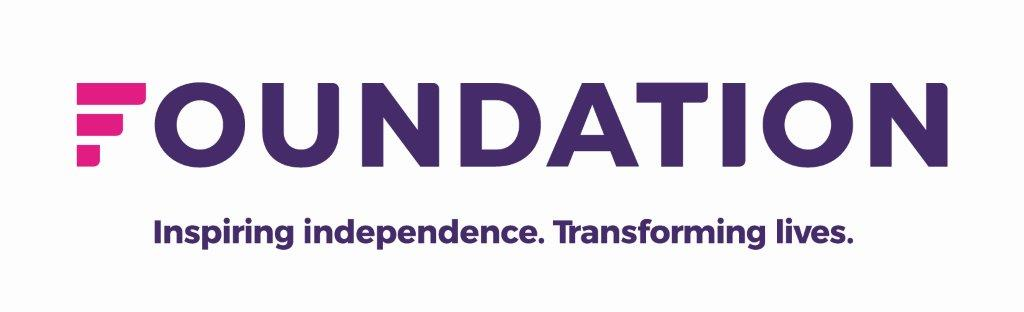 FOUNDATION
Inspiring independence. Transforming lives.